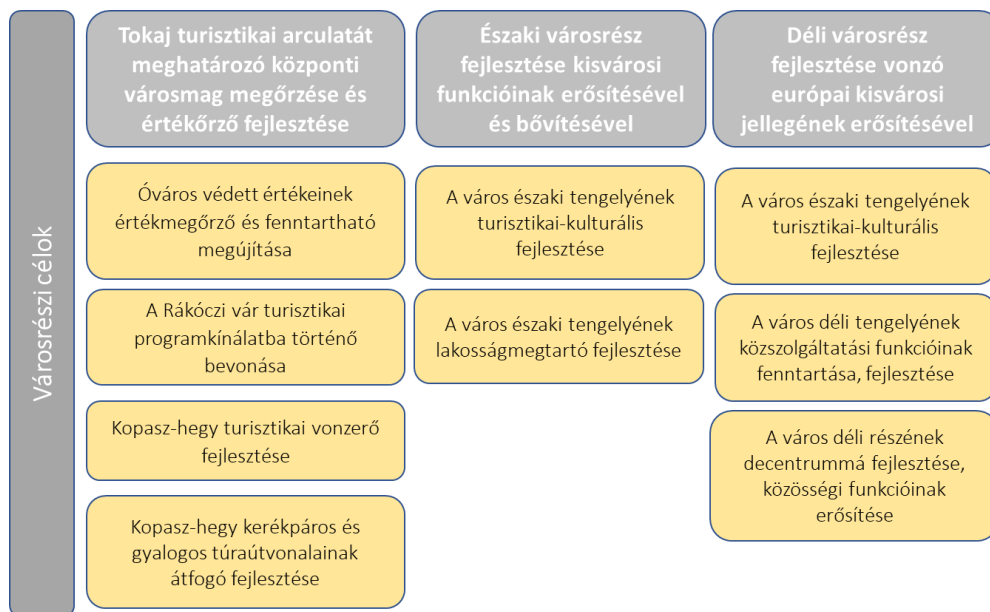 Városrészi célok
Tokaj turisztikai arculatát
meghatározó központi
városmag megőrzése és
értékőrző fejlesztése
Óváros védett értékeinek
értékmegőrző és fenntartható
megújítása
A Rákóczi vár turisztikai
programkínálatba történő
bevonása
Kopasz-hegy turisztikai vonzerő
fejlesztése
Kopasz-hegy kerékpáros és
gyalogos túraútvonalainak
átfogó fejlesztése
Északi városrész
fejlesztése kisvárosi
funkcióinak erősítésével
és bővítésével
A város északi tengelyének
turisztikai-kulturális
fejlesztése
A város északi tengelyének
lakosságmegtartó fejlesztése
Déli városrész
fejlesztése vonzó
európai kisvárosi
jellegének erősítésével
A város északi tengelyének
turisztikai-kulturális
fejlesztése
A város déli tengelyének
közszolgáltatási funkcióinak
fenntartása, fejlesztése
A város déli részének
decentrummá fejlesztése,
közösségi funkcióinak
erősítése